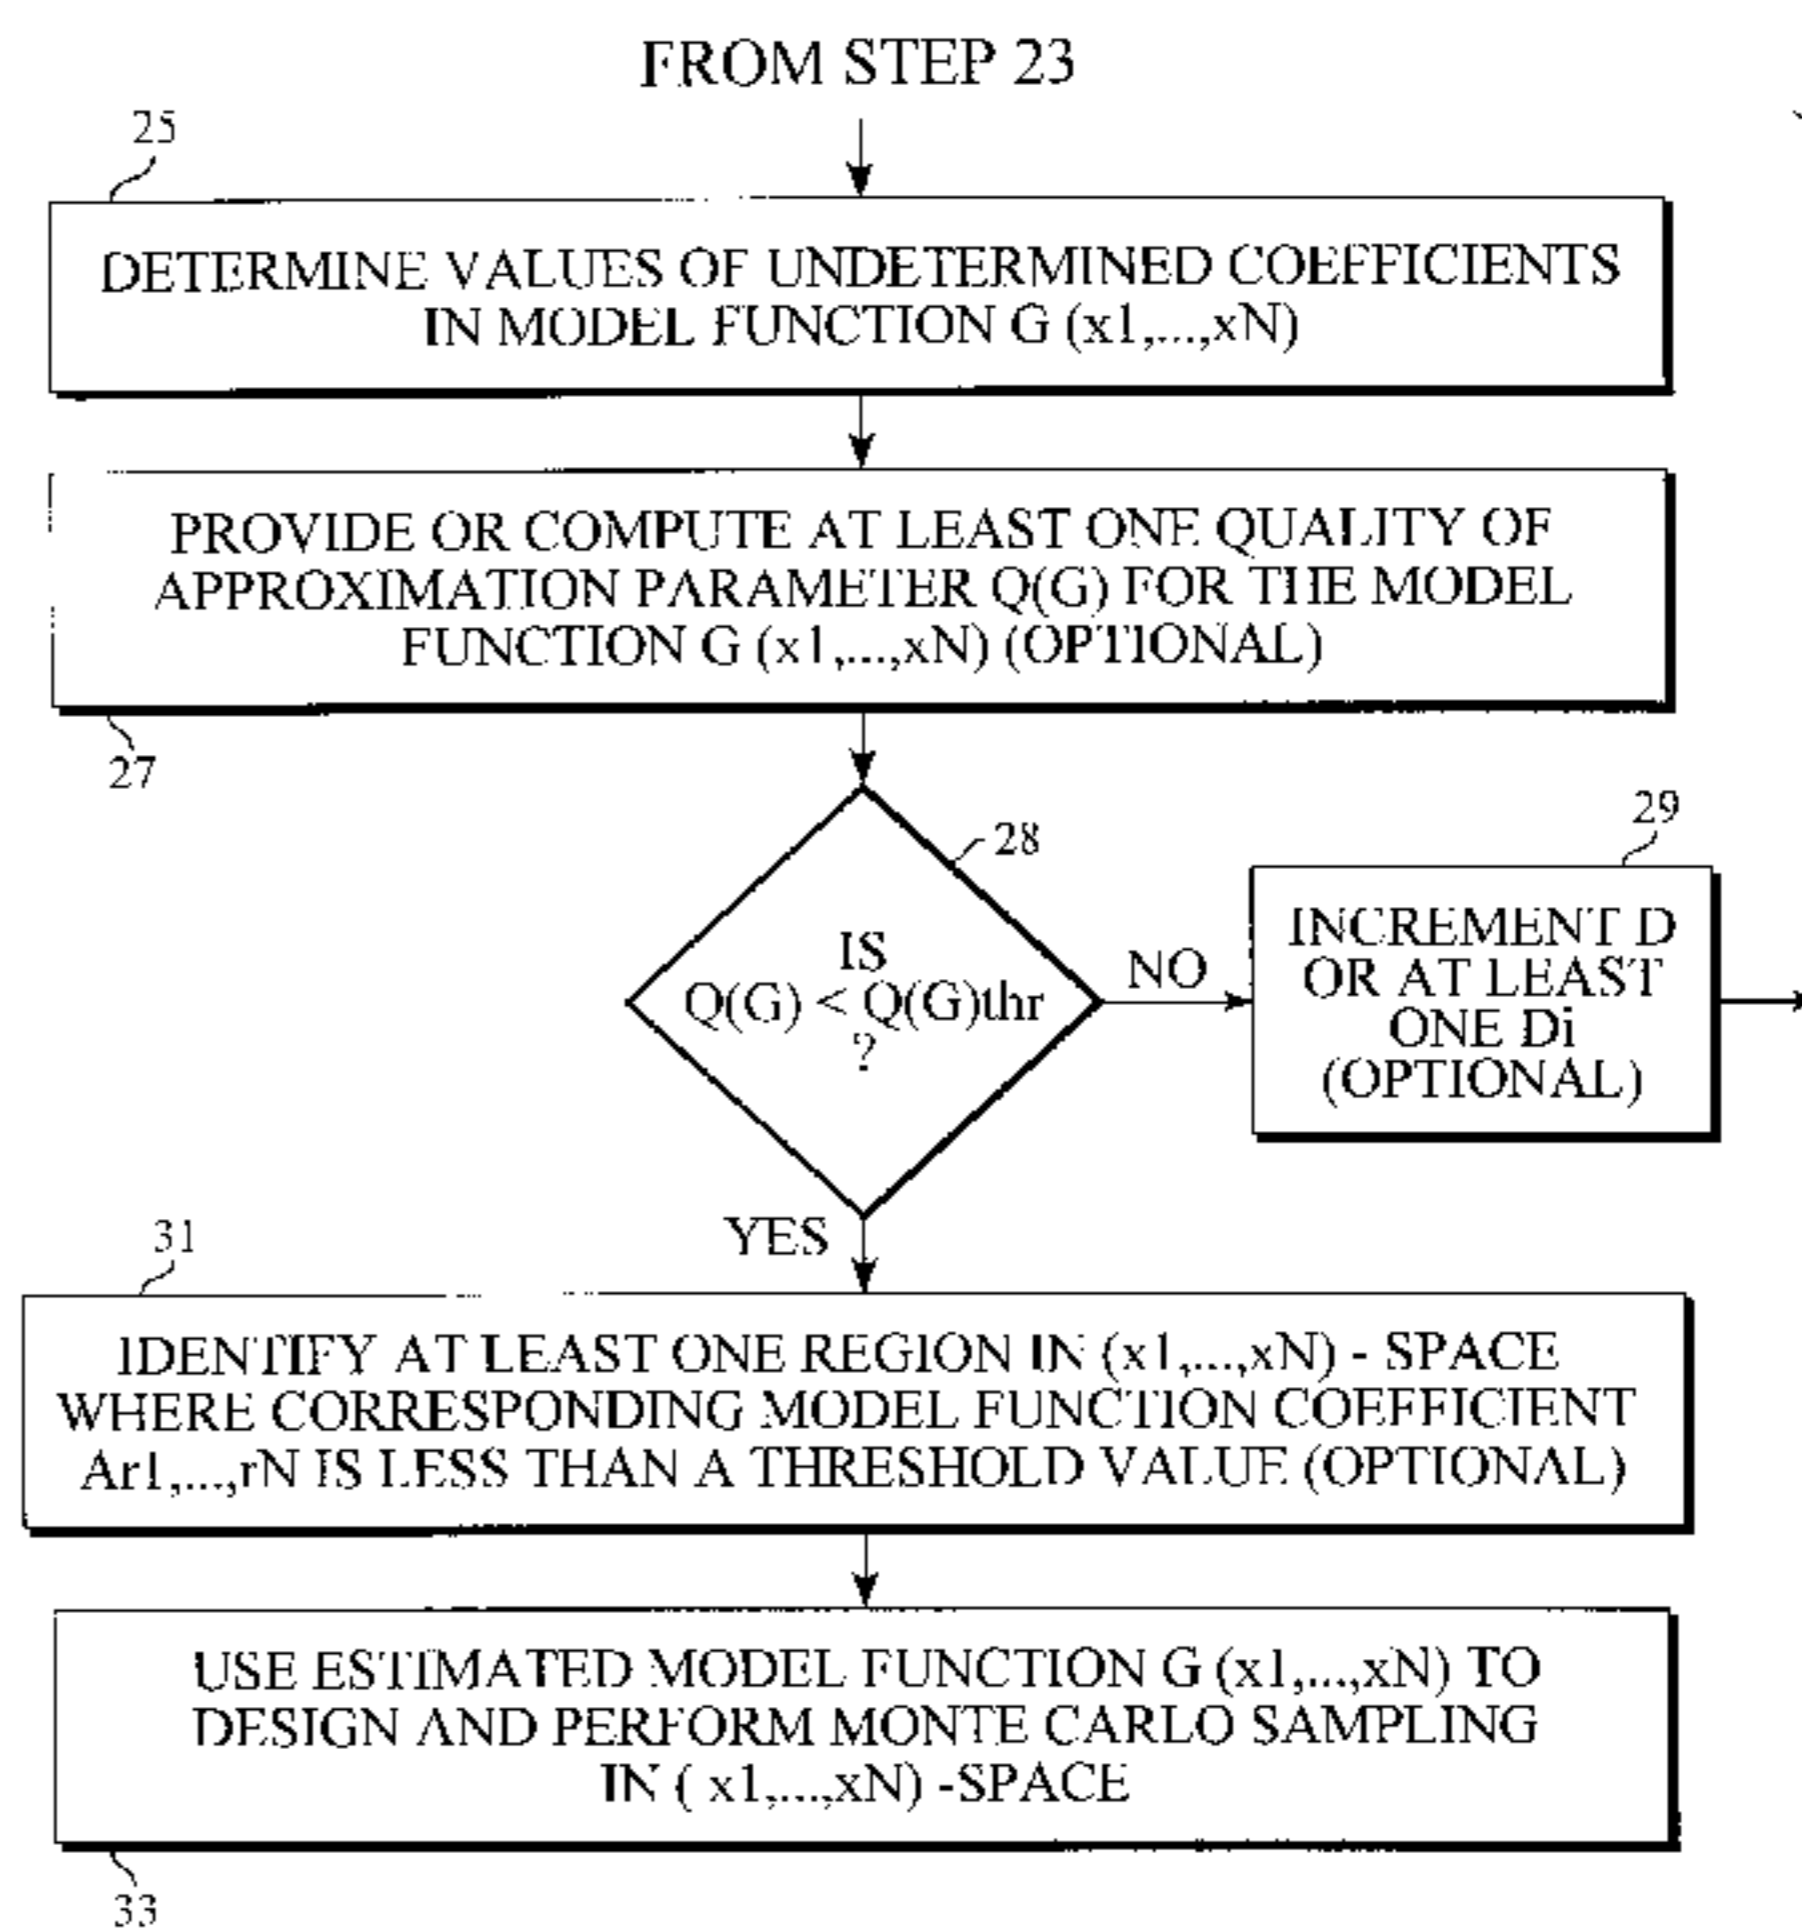 FROM STEP 23
25
DETERMINE VALUES OF UNDETERMINED COEFFICIENTS
IN MODEL FUNCTION G (x1,...,xN)
PROVIDE OR COMPUTE AT LEAST ONE QUALITY OF
APPROXIMATION PARAMETER Q(G) FOR THE MODEL
FUNCTION G (x1,...,xN) (OPTIONAL)
27
28
IS
Q(G) < Q(G)thr
?
NO
29
INCREMENT D
OR AT LEAST
ONE Di
(OPTIONAL)
YES
31
IDENTIFY AT LEAST ONE REGION IN (x1,...,xN) - SPACE
WHERE CORRESPONDING MODEL FUNCTION COEFFICIENT
Ar1,...,rN IS LESS THAN A THRESHOLD VALUE (OPTIONAL)
USE ESTIMATED MODEL FUNCTION G (x1,...,xN) TO
DESIGN AND PERFORM MONTE CARLO SAMPLING
IN ( x1,...,xN) -SPACE
33